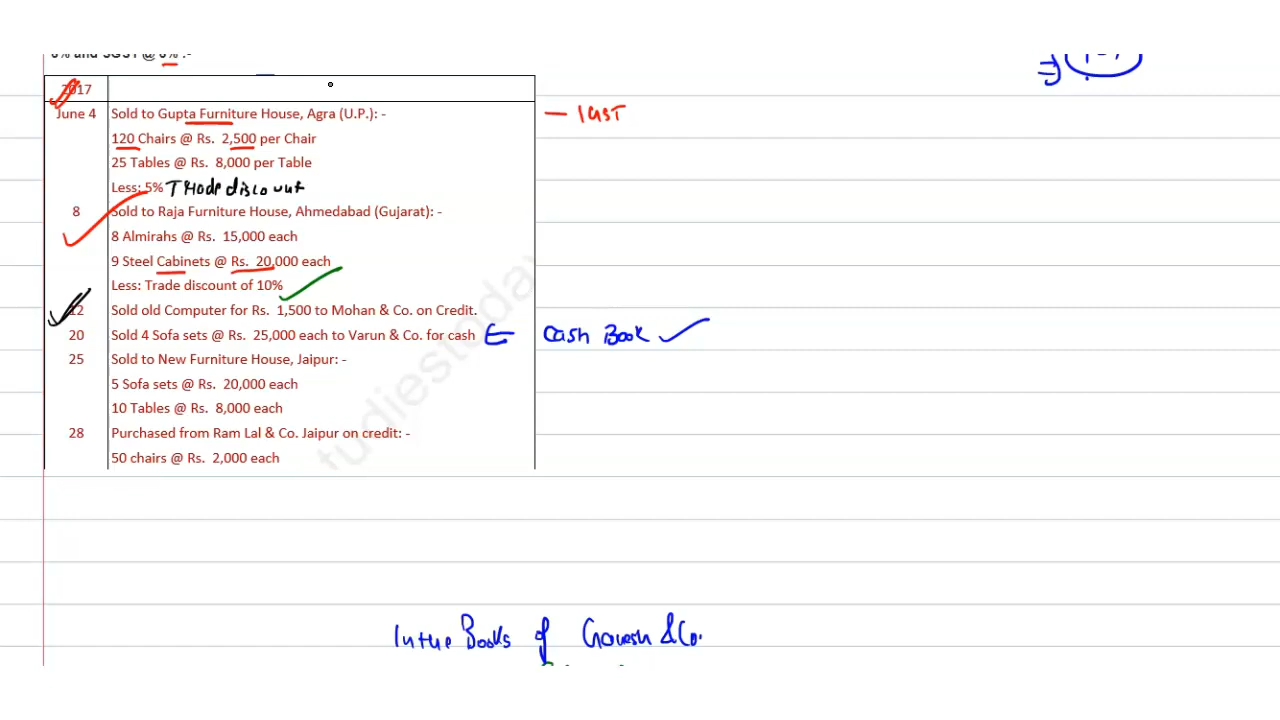 6% and SGST @ 6% :-
2017
June 4 Sold to Gupta Furniture House, Agra (U.P.): - — IGST
120 Chairs @ Rs. 2,500 per Chair
25 Tables @ Rs. 8,000 per Table
Less: 5% Trade discount
8 Sold to Raja Furniture House, Ahmedabad (Gujarat): -
8 Almirahs @ Rs. 15,000 each
9 Steel Cabinets @ Rs. 20,000 each
Less: Trade discount of 10%
12 Sold old Computer for Rs. 1,500 to Mohan & Co. on Credit.
20 Sold 4 Sofa sets @ Rs. 25,000 each to Varun & Co. for cash Cash Book
25 Sold to New Furniture House, Jaipur: -
5 Sofa sets @ Rs. 20,000 each
10 Tables @ Rs. 8,000 each
28 Purchased from Ram Lal & Co. Jaipur on credit: -
50 chairs @ Rs. 2,000 each
tudiestoday
In the Books of Ganesh & Co.